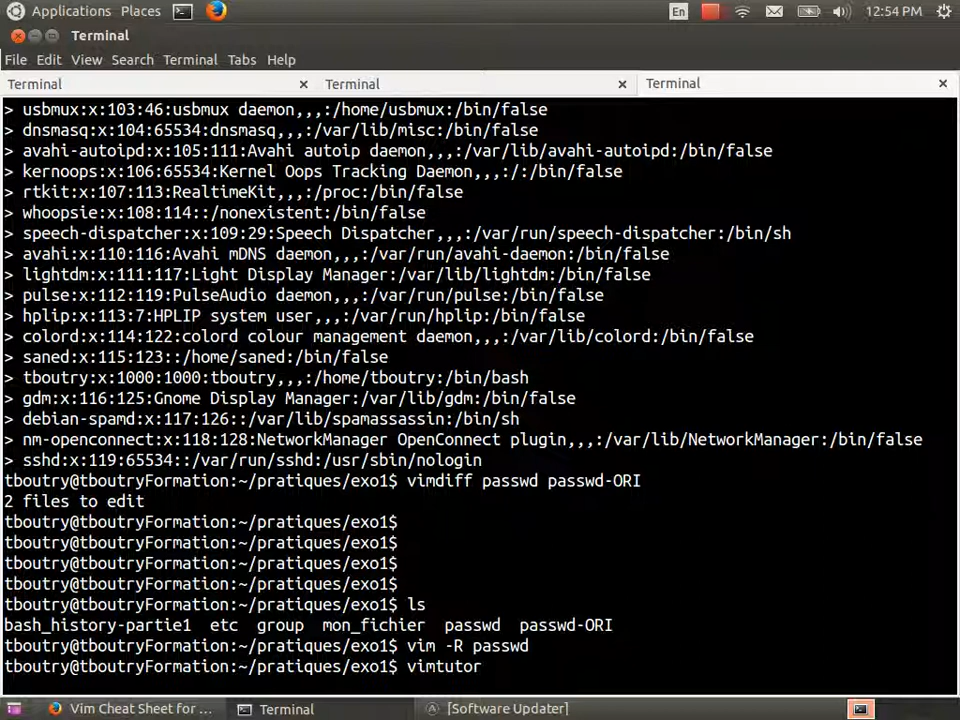 Applications Places En 12:54 PM
Terminal
File Edit View Search Terminal Tabs Help
Terminal Terminal Terminal
> usbmux:x:103:46:usbmux daemon,,,:/home/usbmux:/bin/false
> dnsmasq:x:104:65534:dnsmasq,,,:/var/lib/misc:/bin/false
> avahi-autoipd:x:105:111:Avahi autoip daemon,,,:/var/lib/avahi-autoipd:/bin/false
> kernoops:x:106:65534:Kernel Oops Tracking Daemon,,,:/:/bin/false
> rtkit:x:107:113:RealtimeKit,,,:/proc:/bin/false
> whoopsie:x:108:114::/nonexistent:/bin/false
> speech-dispatcher:x:109:29:Speech Dispatcher,,,:/var/run/speech-dispatcher:/bin/sh
> avahi:x:110:116:Avahi mDNS daemon,,,:/var/run/avahi-daemon:/bin/false
> lightdm:x:111:117:Light Display Manager:/var/lib/lightdm:/bin/false
> pulse:x:112:119:PulseAudio daemon,,,:/var/run/pulse:/bin/false
> hplip:x:113:7:HPLIP system user,,,:/var/run/hplip:/bin/false
> colord:x:114:122:colord colour management daemon,,,:/var/lib/colord:/bin/false
> saned:x:115:123::/home/saned:/bin/false
> tboutry:x:1000:1000:tboutry,,,:/home/tboutry:/bin/bash
> gdm:x:116:125:Gnome Display Manager:/var/lib/gdm:/bin/false
> debian-spamd:x:117:126::/var/lib/spamassassin:/bin/sh
> nm-openconnect:x:118:128:NetworkManager OpenConnect plugin,,,:/var/lib/NetworkManager:/bin/false
> sshd:x:119:65534::/var/run/sshd:/usr/sbin/nologin
tboutry@tboutryFormation:~/pratiques/exo1$ vimdiff passwd passwd-ORI
2 files to edit
tboutry@tboutryFormation:~/pratiques/exo1$
tboutry@tboutryFormation:~/pratiques/exo1$
tboutry@tboutryFormation:~/pratiques/exo1$
tboutry@tboutryFormation:~/pratiques/exo1$
tboutry@tboutryFormation:~/pratiques/exo1$ ls
bash_history-partie1 etc group mon_fichier passwd passwd-ORI
tboutry@tboutryFormation:~/pratiques/exo1$ vim -R passwd
tboutry@tboutryFormation:~/pratiques/exo1$ vimtutor
Vim Cheat Sheet for ... Terminal [Software Updater]